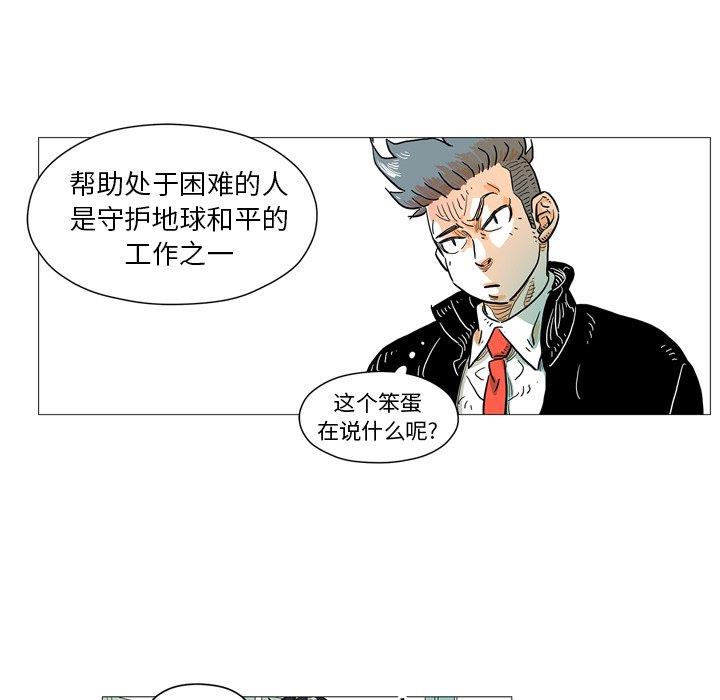 帮助处于困难的人
是守护地球和平的
工作之一
这个笨蛋
在说什么呢?